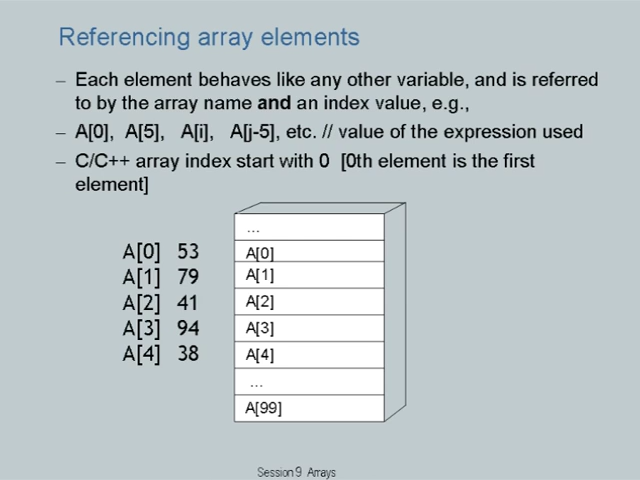 Referencing array elements
– Each element behaves like any other variable, and is referred
to by the array name and an index value, e.g.,
– A[0], A[5], A[i], A[j-5], etc. // value of the expression used
– C/C++ array index start with 0 [0th element is the first
element]
A[0] 53
A[1] 79
A[2] 41
A[3] 94
A[4] 38
...
A[0]
A[1]
A[2]
A[3]
A[4]
...
A[99]
Session 9 Arrays